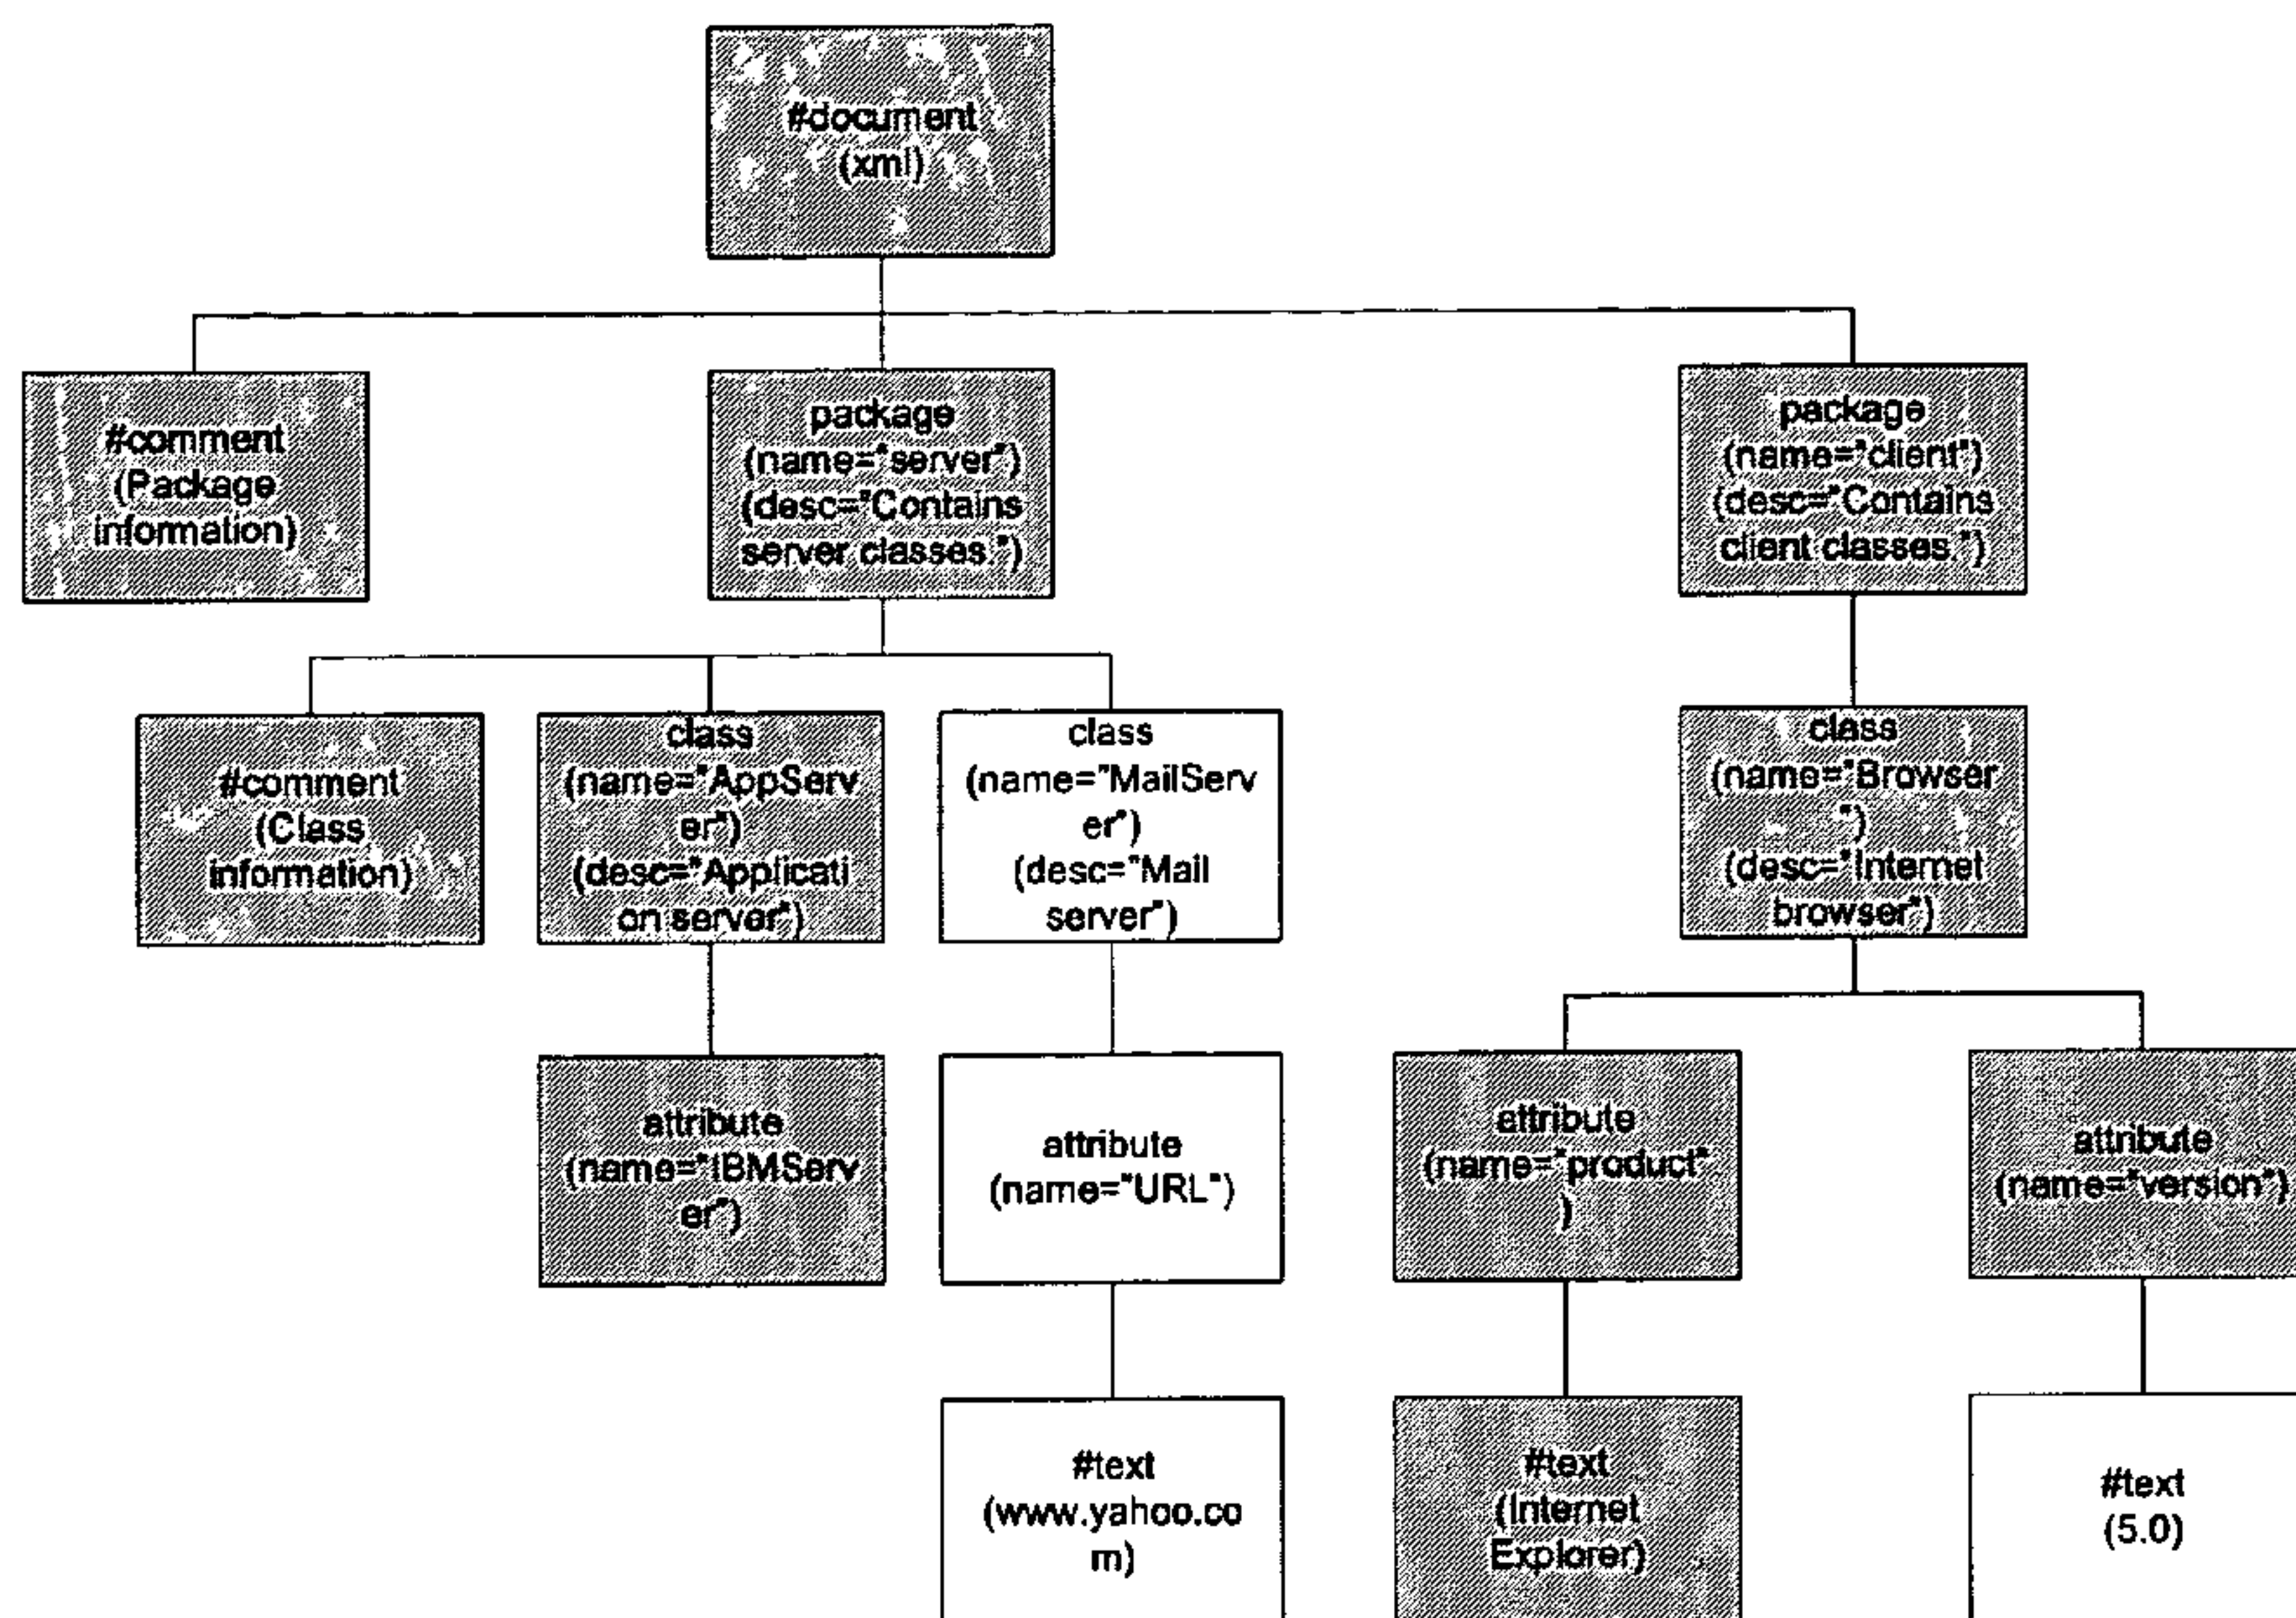 #document
(xml)
#comment
(Package
information)
package
(name="server")
(desc="Contains
server classes.")
package
(name="client")
(desc="Contains
client classes.")
#comment
(Class
information)
class
(name="AppServ
er")
(desc="Applicati
on server")
class
(name="MailServ
er")
(desc="Mail
server")
class
(name="Browser
")
(desc="Internet
browser")
attribute
(name="IBMServ
er")
attribute
(name="URL")
attribute
(name="product"
)
attribute
(name="version")
#text
(www.yahoo.co
m)
#text
(Internet
Explorer)
#text
(5.0)